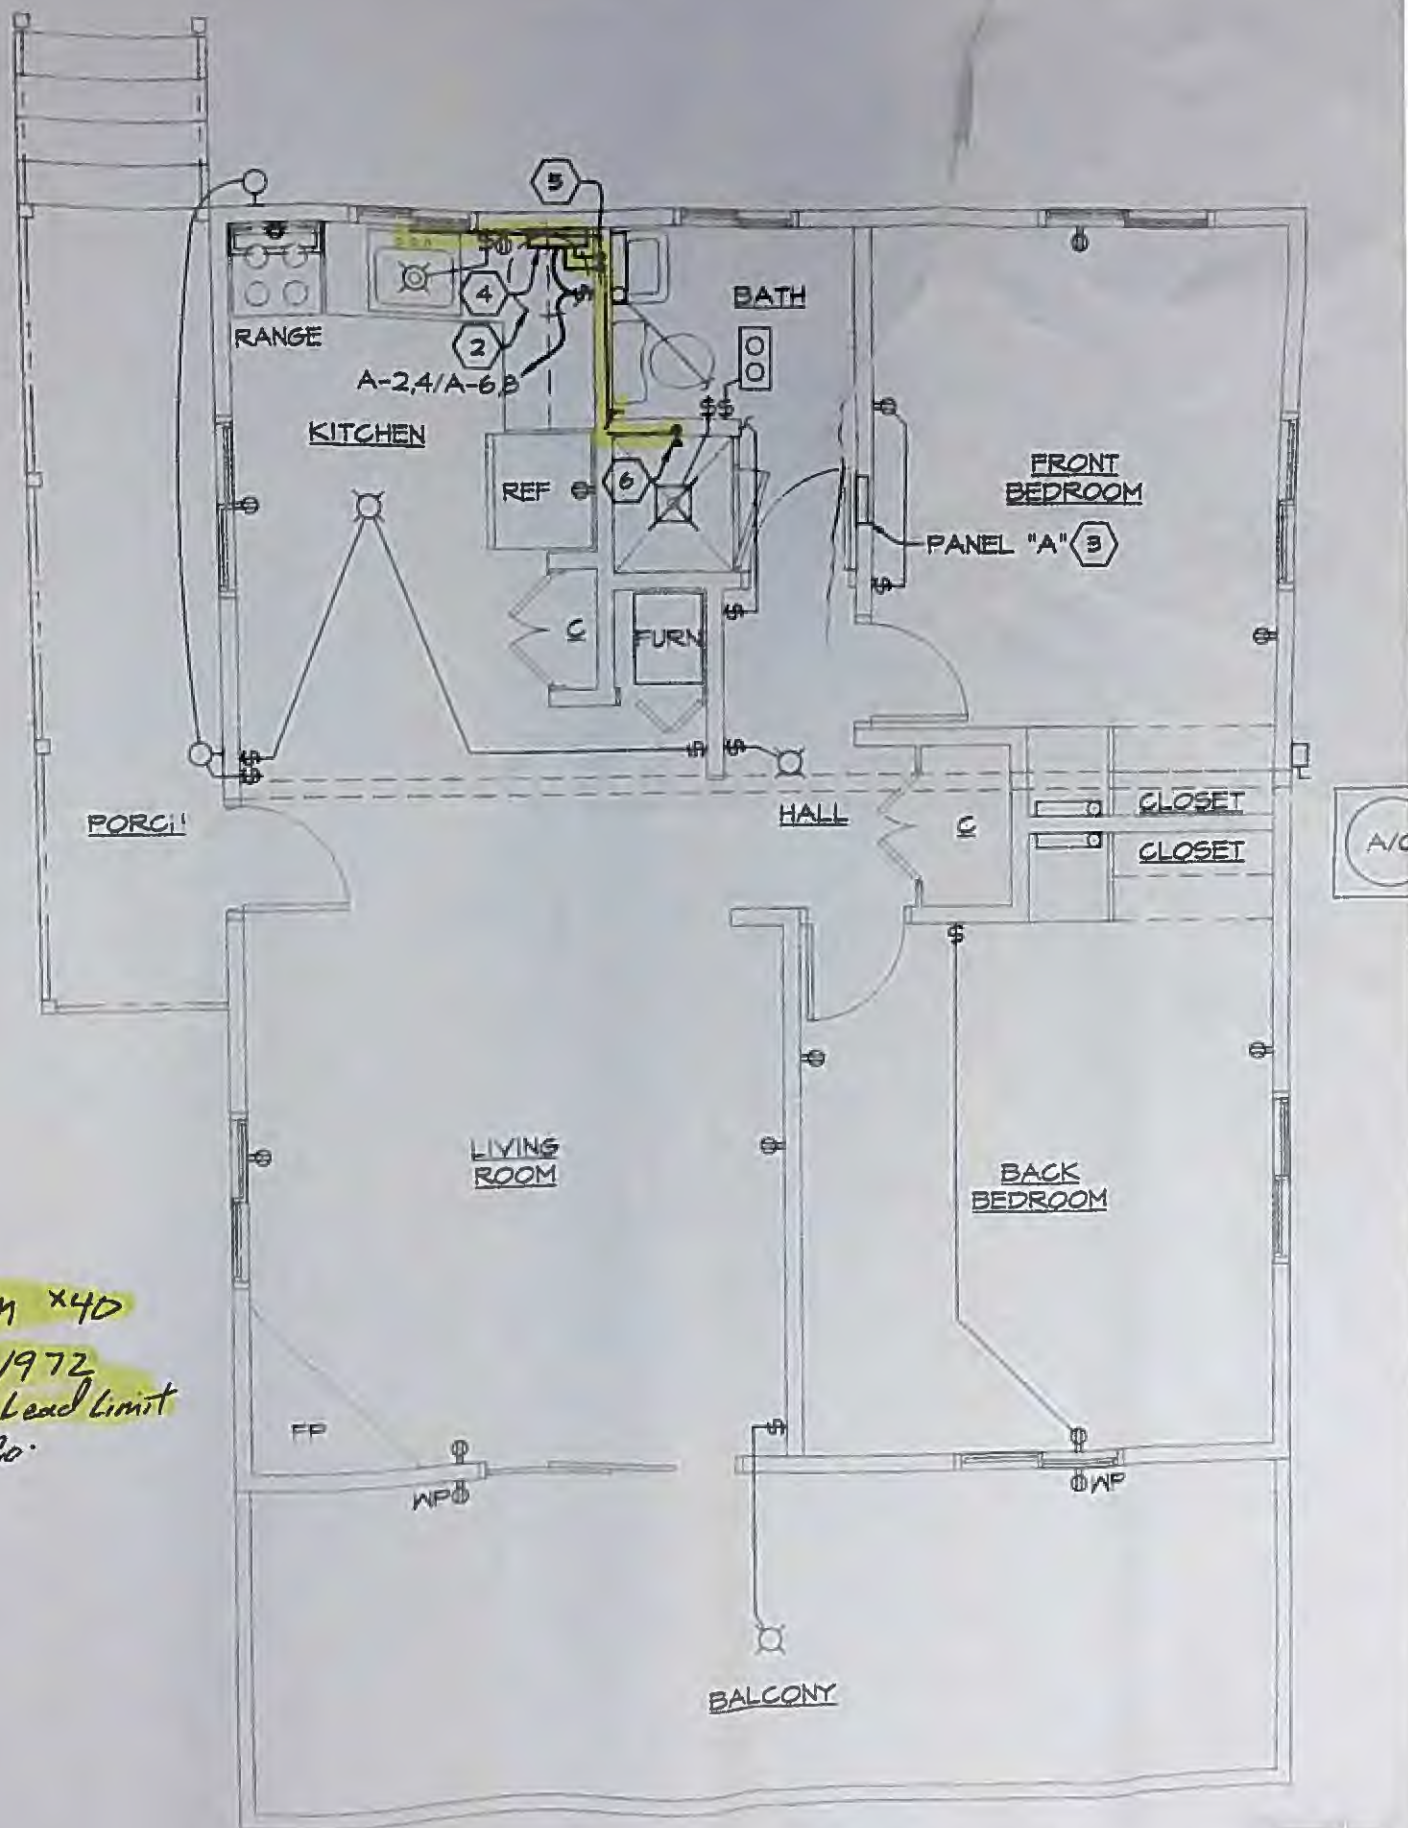 5
BATH
4
RANGE
2
A-2,4/A-6,8
KITCHEN
REF
6
FRONT
BEDROOM
PANEL "A" 3
C
FURN
PORCH
HALL
C
CLOSET
CLOSET
A/C
$
LIVING
ROOM
BACK
BEDROOM
x40
1972
Lead Limit
FP
WP
WP
BALCONY